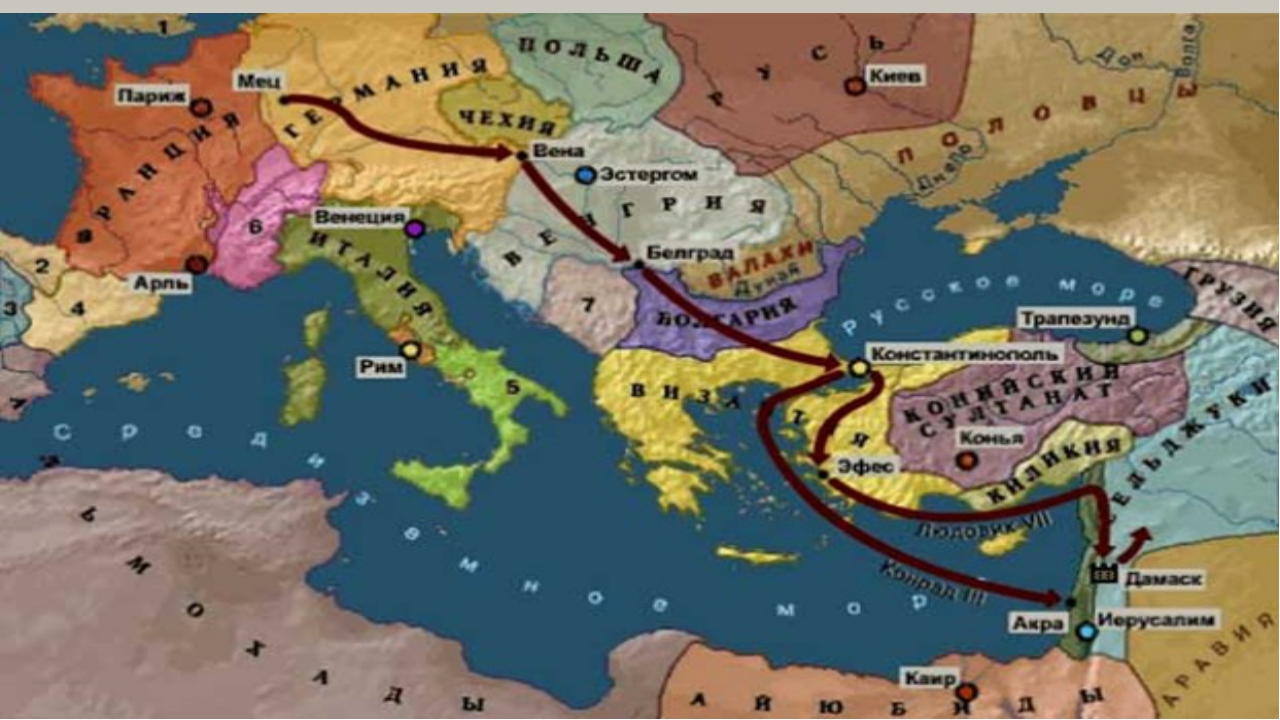 1
ПОЛЬША
РУСЬ
Киев
Дон
Волга
Мец
ГЕРМАНИЯ
Париж
ФРАНЦИЯ
ЧЕХИЯ
ПОЛОВЦЫ
Вена
Эстергом
Днепр
Венеция
6
ВЕНГРИЯ
ИТАЛИЯ
Белград
ВАЛАХИ
Дунай
2
3
4
Арль
7
БОЛГАРИЯ
Русское море
ГРУЗИЯ
Трапезунд
Рим
5
Константинополь
ВИЗАНТИЯ
КОНИЙСКИЙ
СУЛТАНАТ
Конья
КИЛИКИЯ
СЕЛЬДЖУКИ
Эфес
Средиземное море
Людовик VII
Конрад III
Дамаск
Акра
Иерусалим
АЛЬМОХАДЫ
Каир
АЙЮБИДЫ
АРАВИЯ